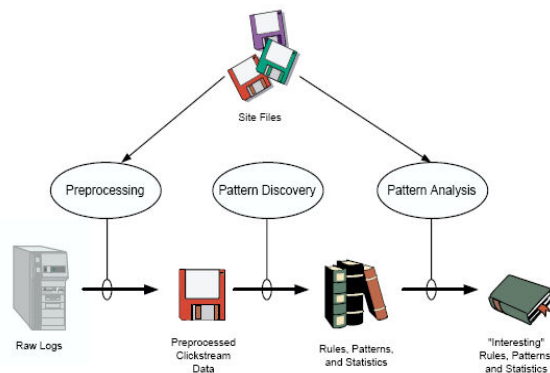 Site Files
Preprocessing
Pattern Discovery
Pattern Analysis
Raw Logs
Preprocessed
Clickstream
Data
Rules, Patterns,
and Statistics
"Interesting"
Rules, Patterns,
and Statistics